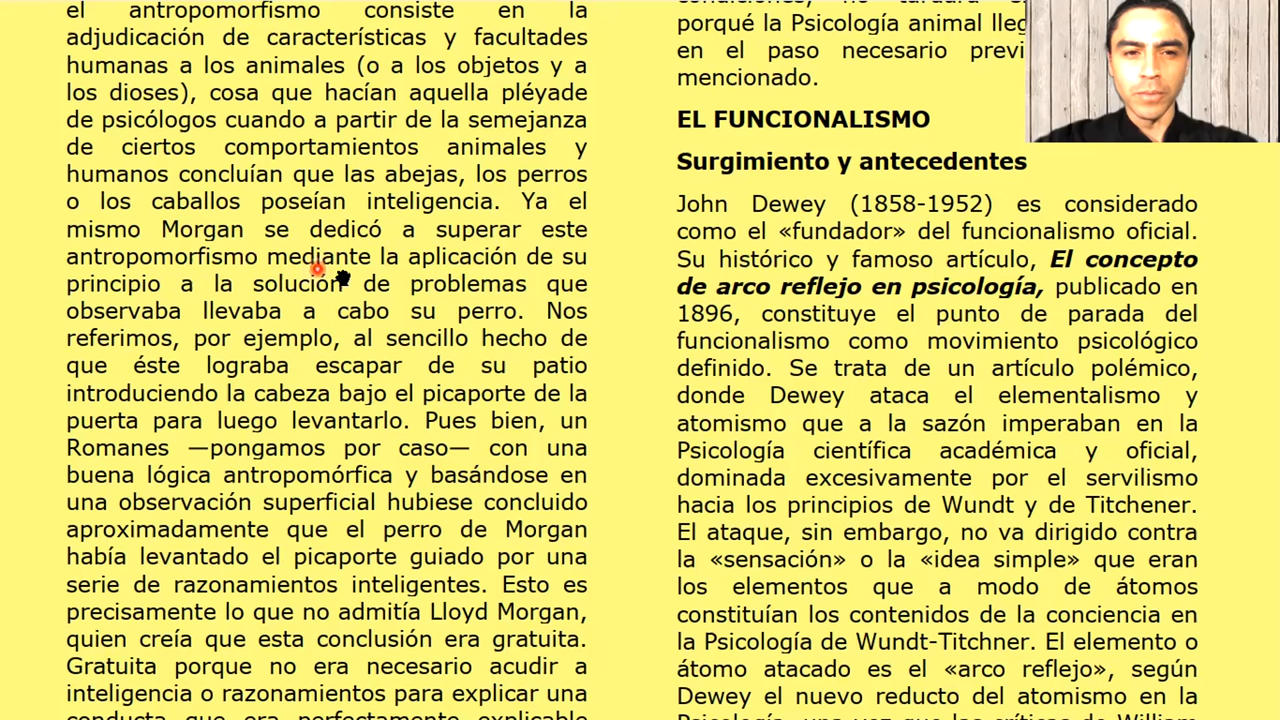 el antropomorfismo consiste en la
adjudicación de características y facultades
humanas a los animales (o a los objetos y a
los dioses), cosa que hacían aquella pléyade
de psicólogos cuando a partir de la semejanza
de ciertos comportamientos animales y
humanos concluían que las abejas, los perros
o los caballos poseían inteligencia. Ya el
mismo Morgan se dedicó a superar este
antropomorfismo mediante la aplicación de su
principio a la solución de problemas que
observaba llevaba a cabo su perro. Nos
referimos, por ejemplo, al sencillo hecho de
que éste lograba escapar de su patio
introduciendo la cabeza bajo el picaporte de la
puerta para luego levantarlo. Pues bien, un
Romanes —pongamos por caso— con una
buena lógica antropomórfica y basándose en
una observación superficial hubiese concluido
aproximadamente que el perro de Morgan
había levantado el picaporte guiado por una
serie de razonamientos inteligentes. Esto es
precisamente lo que no admitía Lloyd Morgan,
quien creía que esta conclusión era gratuita.
Gratuita porque no era necesario acudir a
inteligencia o razonamientos para explicar una
conducta que era perfectamente explicable
porqué la Psicología animal
en el paso necesario
mencionado.
EL FUNCIONALISMO
Surgimiento y antecedentes
John Dewey (1858-1952) es considerado
como el «fundador» del funcionalismo oficial.
Su histórico y famoso artículo, El concepto
de arco reflejo en psicología, publicado en
1896, constituye el punto de parada del
funcionalismo como movimiento psicológico
definido. Se trata de un artículo polémico,
donde Dewey ataca el elementalismo y
atomismo que a la sazón imperaban en la
Psicología científica académica y oficial,
dominada excesivamente por el servilismo
hacia los principios de Wundt y de Titchener.
El ataque, sin embargo, no va dirigido contra
la «sensación» o la «idea simple» que eran
los elementos que a modo de átomos
constituían los contenidos de la conciencia en
la Psicología de Wundt-Titchner. El elemento o
átomo atacado es el «arco reflejo», según
Dewey el nuevo reducto del atomismo en la
Psicología, una vez que las críticas de William